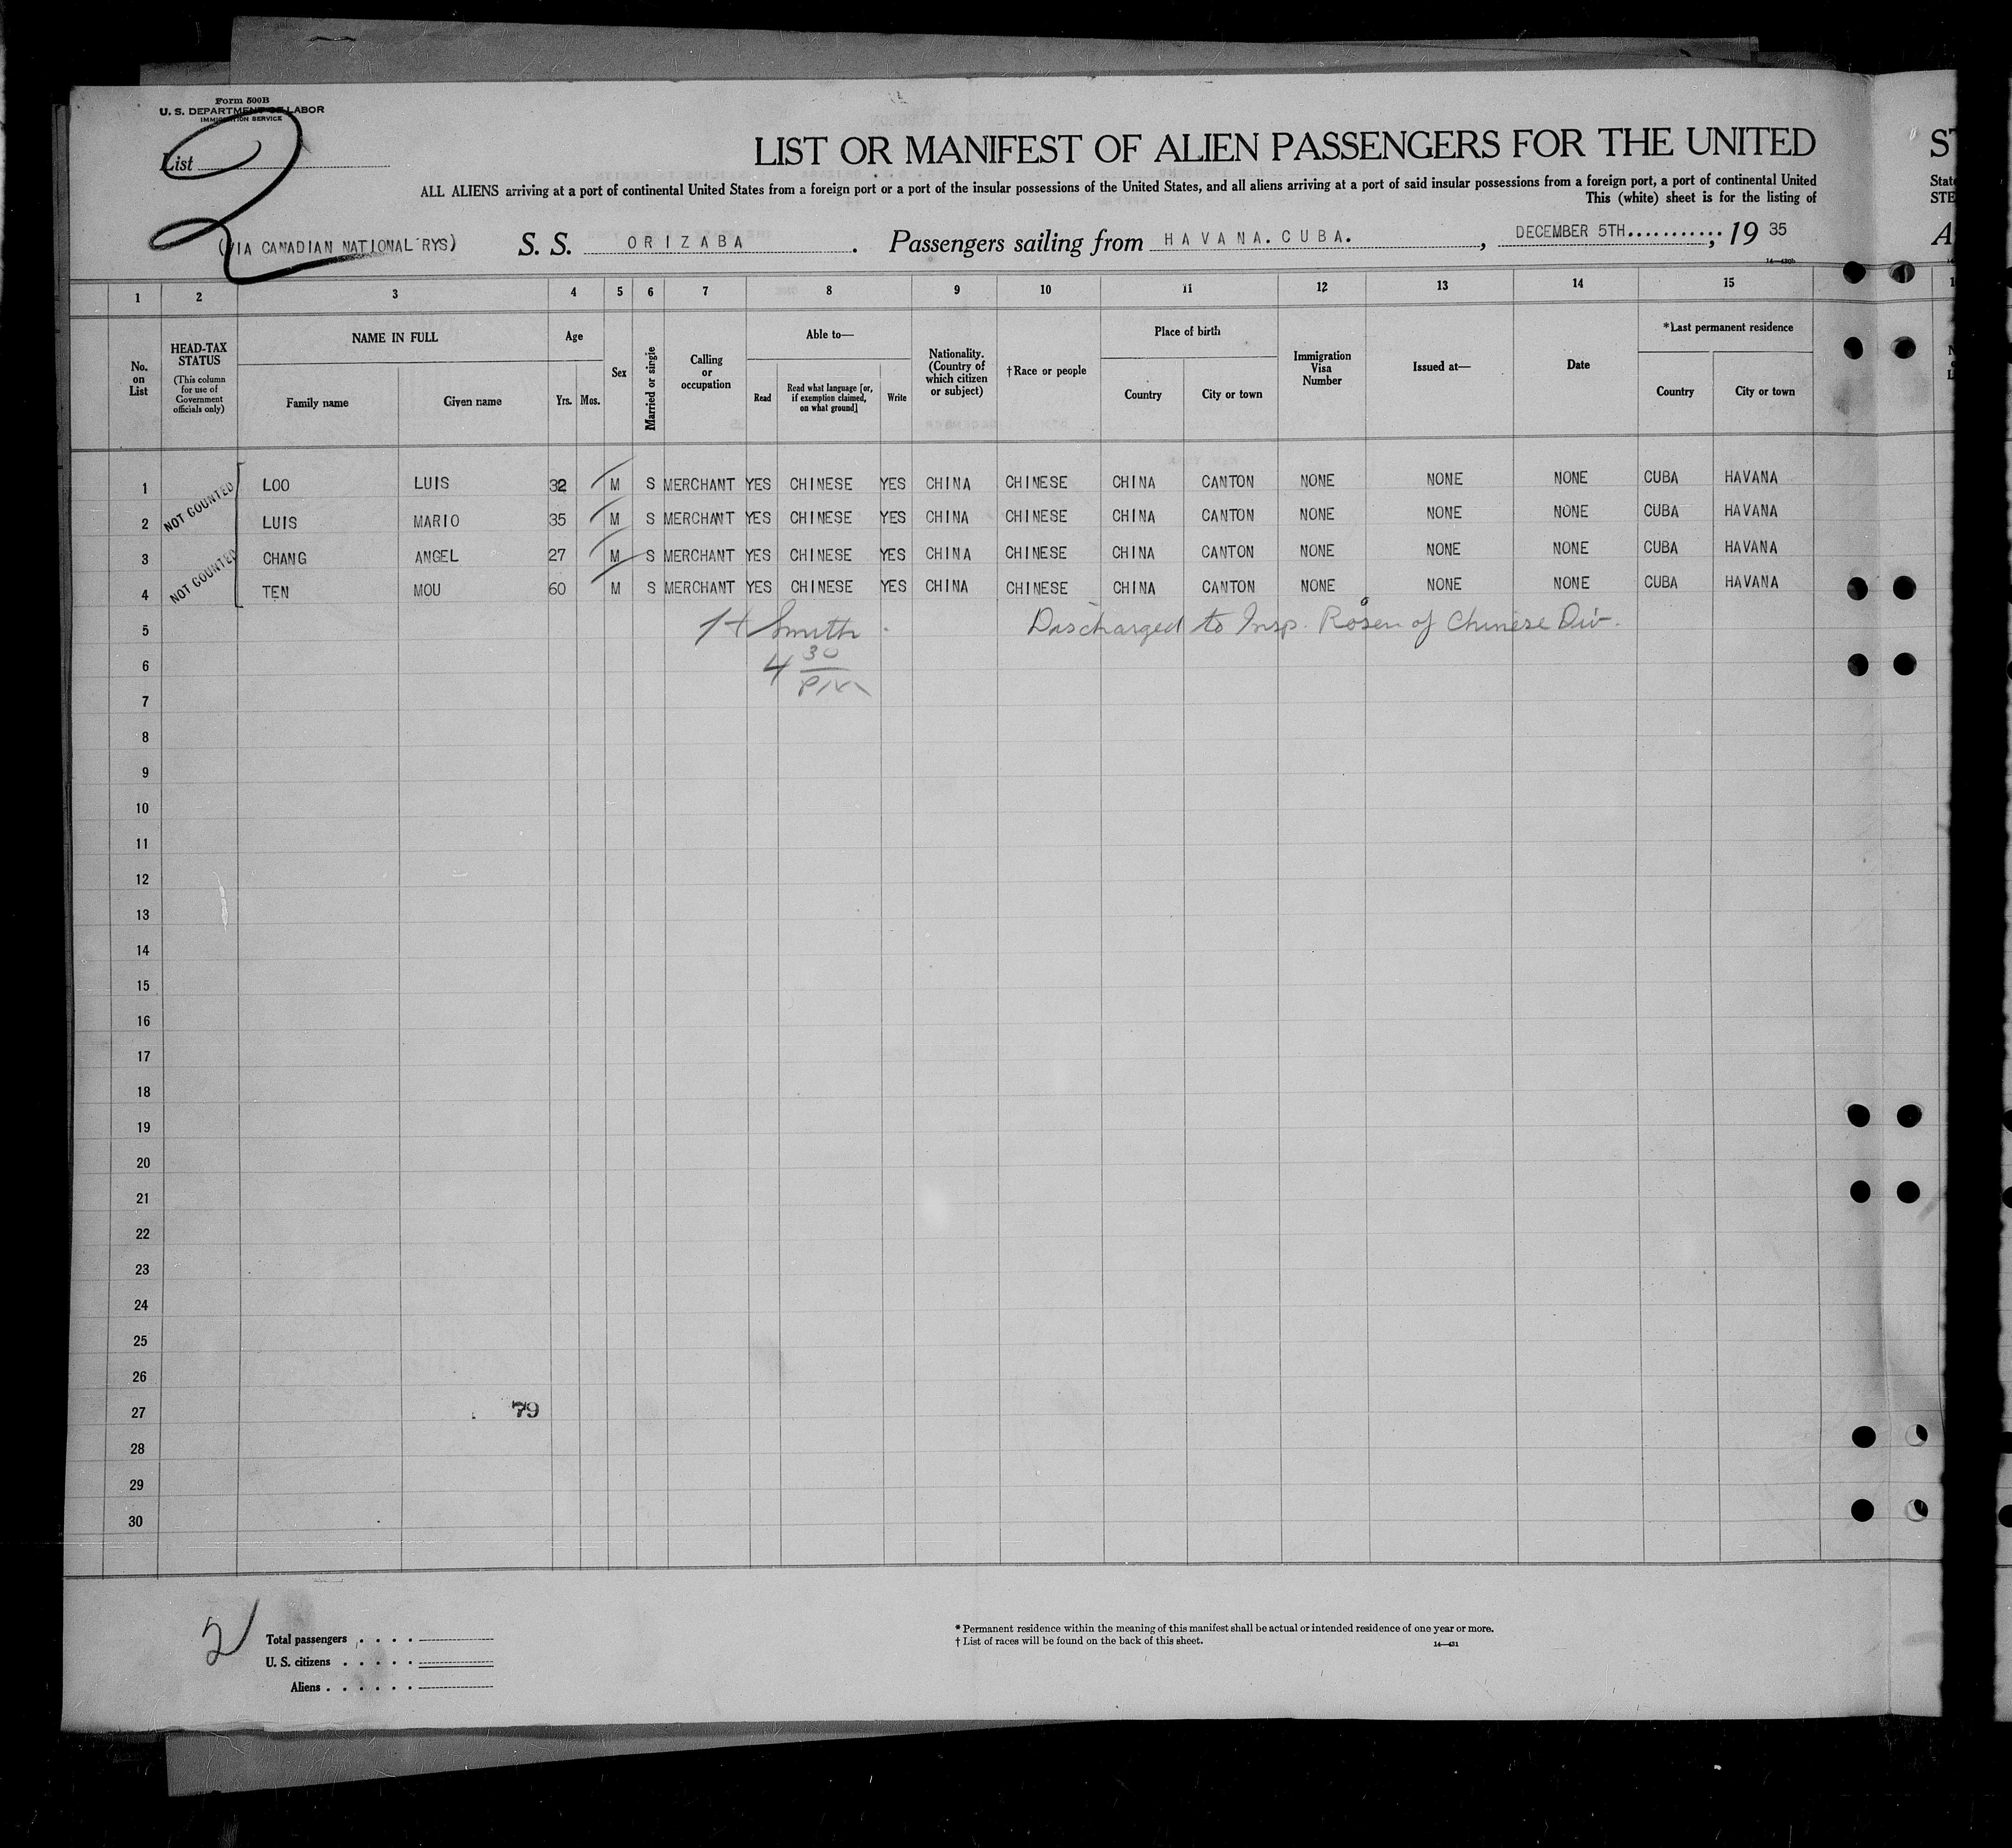 Form 500B
U. S. DEPARTMENT OF LABOR
IMMIGRATION SERVICE
List 2
LIST OR MANIFEST OF ALIEN PASSENGERS FOR THE UNITED
ALL ALIENS arriving at a port of continental United States from a foreign port or a port of the insular possessions of the United States, and all aliens arriving at a port of said insular possessions from a foreign port, a port of continental United
This (white) sheet is for the listing of
(VIA CANADIAN NATIONAL RYS) S. S. ORIZABA. Passengers sailing from HAVANA. CUBA., DECEMBER 5TH..........., 19 35
1 2 3 4 5 6 7 8 9 10 11 12 13 14 15
No. on List
HEAD-TAX STATUS
(This column for use of Government officials only)
NAME IN FULL
Family name Given name
Age
Yrs. Mos.
Sex
Married or single
Calling or occupation
Able to—
Read
Read what language [or, if exemption claimed, on what ground]
Write
Nationality. (Country of which citizen or subject)
†Race or people
Place of birth
Country City or town
Immigration Visa Number
Issued at—
Date
*Last permanent residence
Country City or town
NOT COUNTED
NOT COUNTED
1 LOO LUIS 32 M S MERCHANT YES CHINESE YES CHINA CHINESE CHINA CANTON NONE NONE NONE CUBA HAVANA
2 LUIS MARIO 35 M S MERCHANT YES CHINESE YES CHINA CHINESE CHINA CANTON NONE NONE NONE CUBA HAVANA
3 CHANG ANGEL 27 M S MERCHANT YES CHINESE YES CHINA CHINESE CHINA CANTON NONE NONE NONE CUBA HAVANA
4 TEN MOU 60 M S MERCHANT YES CHINESE YES CHINA CHINESE CHINA CANTON NONE NONE NONE CUBA HAVANA
5 H Smith Discharged to Insp. Rosen of Chinese Div.
6 4 30
PM
7
8
9
10
11
12
13
14
15
16
17
18
19
20
21
22
23
24
25
26
27 79
28
29
30
2
Total passengers . . . .
U. S. citizens . . . . .
Aliens . . . . . .
* Permanent residence within the meaning of this manifest shall be actual or intended residence of one year or more.
† List of races will be found on the back of this sheet. 14—431